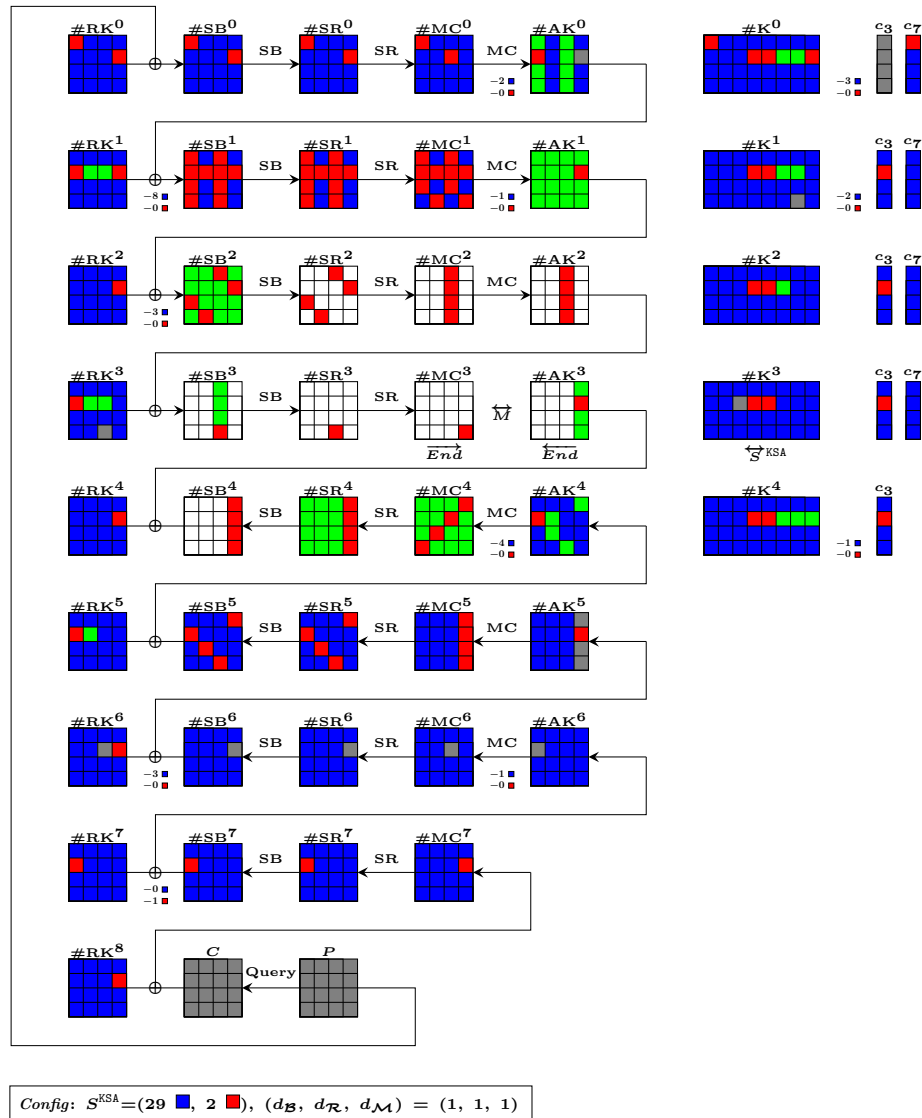 #RK⁰ #SB⁰ SB #SR⁰ SR #MC⁰ MC #AK⁰ #K⁰ c₃ c₇
−2 −3
−0 −0
#RK¹ #SB¹ SB #SR¹ SR #MC¹ MC #AK¹ #K¹ c₃ c₇
−8 −1 −2
−0 −0 −0
#RK² #SB² SB #SR² SR #MC² MC #AK² #K² c₃ c₇
−3
−0
#RK³ #SB³ SB #SR³ SR #MC³ M #AK³ #K³ c₃ c₇
End End S^KSA
#RK⁴ #SB⁴ SB #SR⁴ SR #MC⁴ MC #AK⁴ #K⁴ c₃
−4 −1
−0 −0
#RK⁵ #SB⁵ SB #SR⁵ SR #MC⁵ MC #AK⁵
#RK⁶ #SB⁶ SB #SR⁶ SR #MC⁶ MC #AK⁶
−3 −1
−0 −0
#RK⁷ #SB⁷ SB #SR⁷ SR #MC⁷
−0
−1
#RK⁸ C Query P
Config: S^KSA=(29 , 2 ), (d_B, d_R, d_M) = (1, 1, 1)